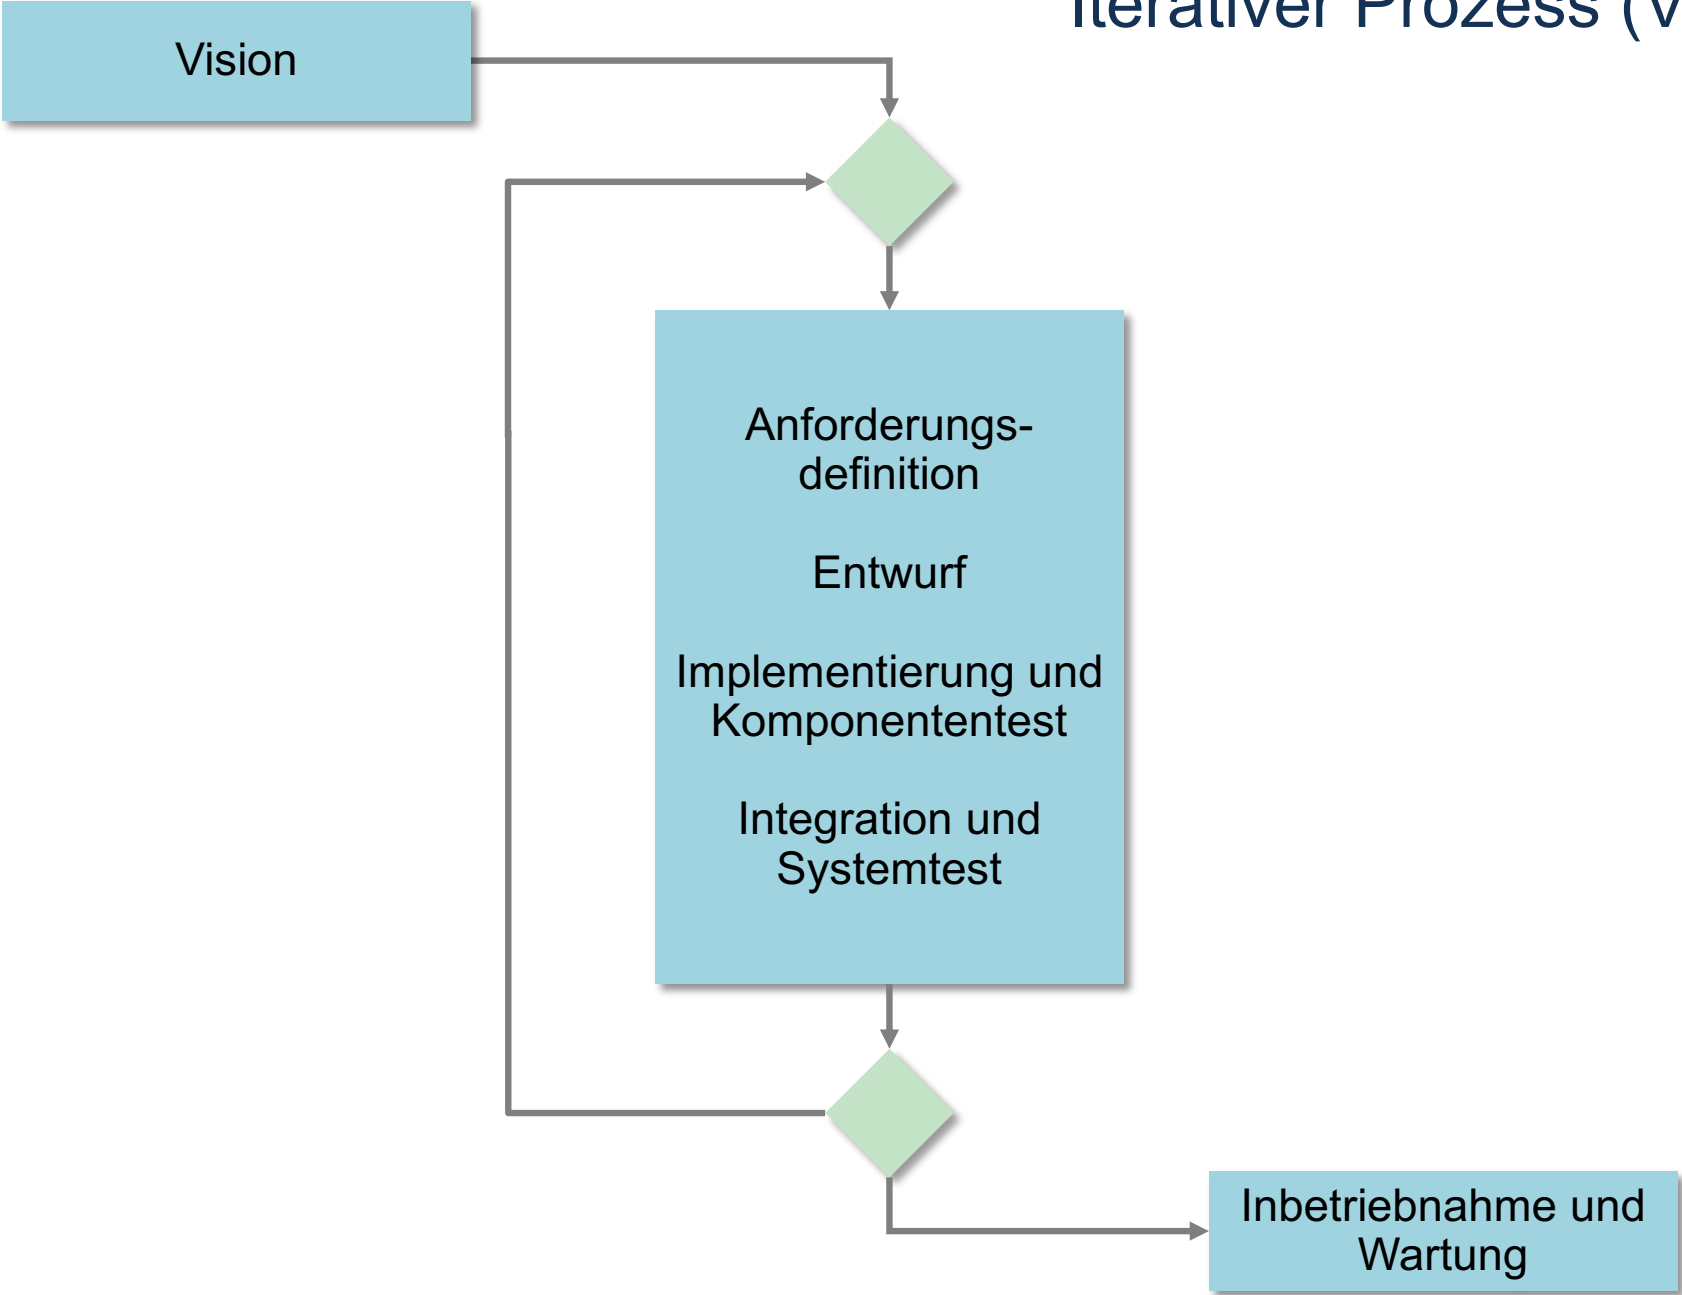 Iterativer Prozess (V
Vision
Anforderungs-
definition
Entwurf
Implementierung und
Komponententest
Integration und
Systemtest
Inbetriebnahme und
Wartung